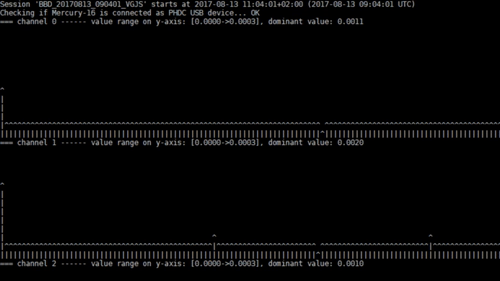 Session 'BBD_20170813_090401_VGJS' starts at 2017-08-13 11:04:01+02:00 (2017-08-13 09:04:01 UTC)
Checking if Mercury-16 is connected as PHDC USB device... OK
=== channel 0 ------ value range on y-axis: [0.0000->0.0003], dominant value: 0.0011
=== channel 1 ------ value range on y-axis: [0.0000->0.0003], dominant value: 0.0020
=== channel 2 ------ value range on y-axis: [0.0000->0.0003], dominant value: 0.0010